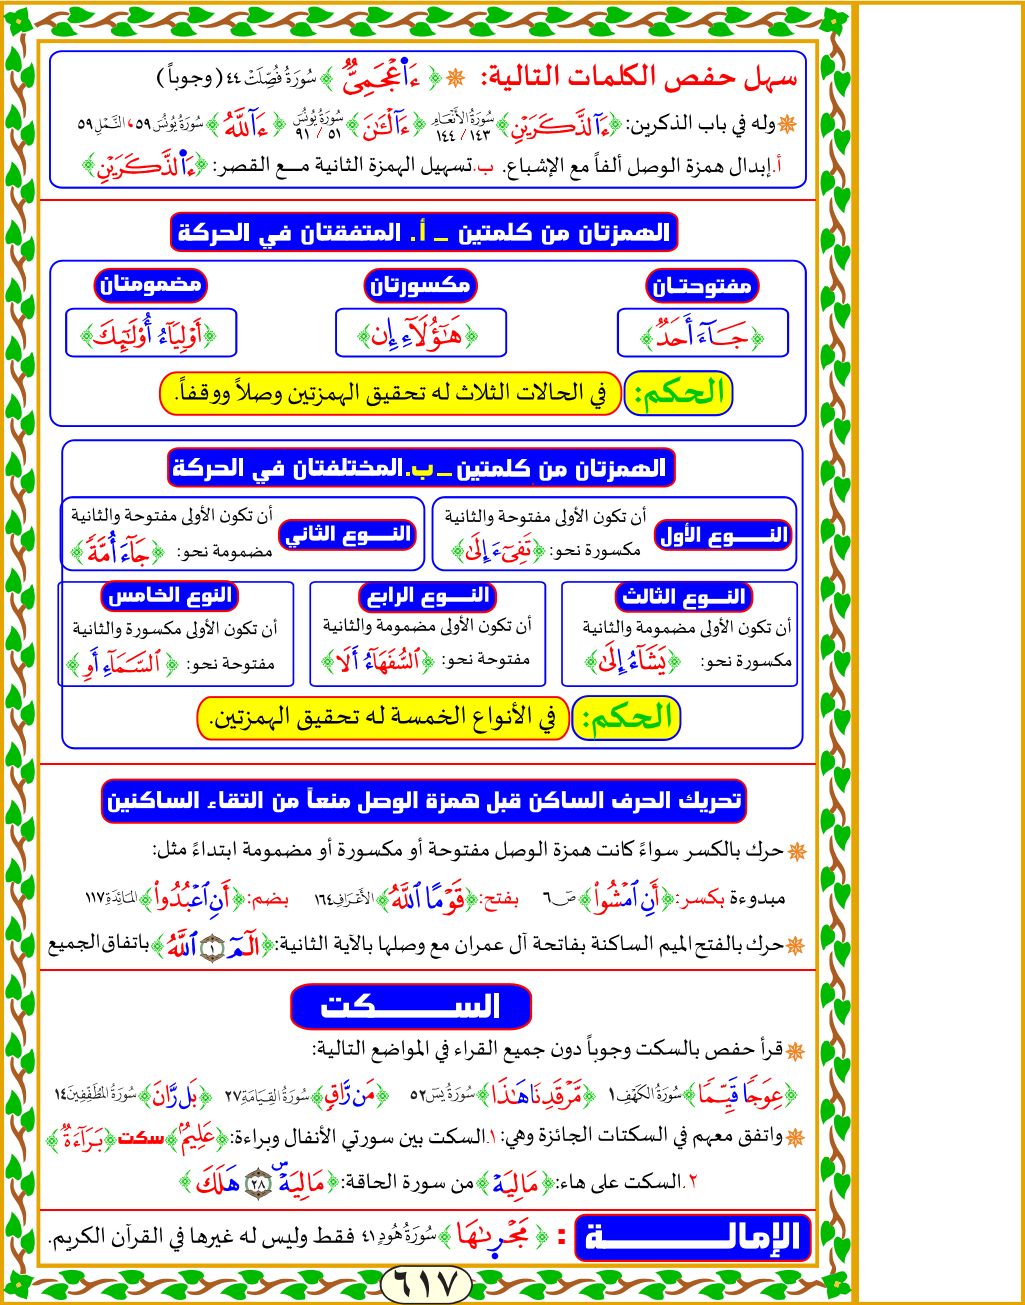 سهل حفص الكلمات التالية: ﴿ءَا۬عْجَمِىٌّ﴾ سُورَةُ فُصِّلَتْ ٤٤ (وجوباً)
وله في باب الذكرين: ﴿ءَآلذَّكَرَيْنِ﴾ سُورَةُ الأَنْعَامِ ١٤٣ / ١٤٤ ﴿ءَآلْـَٰٔنَ﴾ سُورَةُ يُونُسَ ٥١ / ٩١ ﴿ءَآللَّهُ﴾ سُورَةُ يُونُسَ ٥٩، النَّمْلِ ٥٩
أ.إبدال همزة الوصل ألفاً مع الإشباع. ب.تسهيل الهمزة الثانية مـع القصر: ﴿ءَا۬لذَّكَرَيْنِ﴾
الهمزتان من كلمتين _ أ. المتفقتان في الحركة
مفتوحتـان مكسورتان مضمومتان
﴿جَآءَ أَحَدٌ﴾ ﴿هَـٰٓؤُلَآءِ إِن﴾ ﴿أَوْلِيَآءُ أُوْلَـٰٓئِكَ﴾
الحكم: في الحالات الثلاث له تحقيق الهمزتين وصلاً ووقفاً.
الهمزتان من كلمتين _ ب.المختلفتان في الحركة
النـــوع الأول أن تكون الأولى مفتوحة والثانية مكسورة نحو: ﴿تَفِىٓءَ إِلَىٰ﴾
النـــوع الثاني أن تكون الأولى مفتوحة والثانية مضمومة نحو: ﴿جَآءَ أُمَّةً﴾
النـــوع الثالث أن تكون الأولى مضمومة والثانية مكسورة نحو: ﴿يَشَآءُ إِلَىٰ﴾
النـــوع الرابع أن تكون الأولى مضمومة والثانية مفتوحة نحو: ﴿ٱلسُّفَهَآءُ أَلَا﴾
النوع الخامس أن تكون الأولى مكسورة والثانية مفتوحة نحو: ﴿ٱلسَّمَآءِ أَوِ﴾
الحكم: في الأنواع الخمسة له تحقيق الهمزتين.
تحريك الحرف الساكن قبل همزة الوصل منعاً من التقاء الساكنين
حرك بالكسر سواءً كانت همزة الوصل مفتوحة أو مكسورة أو مضمومة ابتداءً مثل:
مبدوءة بكسر: ﴿أَنِ ٱمْشُواْ﴾ صٓ ٦ بفتح: ﴿قَوْمًا ٱللَّهُ﴾ الأَعْرَافِ ١٦٤ بضم: ﴿أَنِ ٱعْبُدُواْ﴾ المَائِدَةِ ١١٧
حرك بالفتح الميم الساكنة بفاتحة آل عمران مع وصلها بالآية الثانية: ﴿الٓمٓ ١ ٱللَّهُ﴾ باتفاق الجميع
الســـــكت
قرأ حفص بالسكت وجوباً دون جميع القراء في المواضع التالية:
﴿عِوَجَاۜ قَيِّمًا﴾ سُورَةُ الكَهْفِ ١ ﴿مَّرْقَدِنَاۜ هَـٰذَا﴾ سُورَةُ يسٓ ٥٢ ﴿مَنْۜ رَّاقٍ﴾ سُورَةُ القِيَامَةِ ٢٧ ﴿بَلْۜ رَانَ﴾ سُورَةُ المُطَفِّفِينَ ١٤
واتفق معهم في السكتات الجائزة وهي: ١.السكت بين سورتي الأنفال وبراءة: ﴿عَلِيمٌۢ﴾ سكت ﴿بَرَآءَةٌ﴾
٢.السكت على هاء: ﴿مَالِيَهْ﴾ من سورة الحاقة: ﴿مَالِيَهْۜ ٢٨ هَلَكَ﴾
الإمالـــــة : ﴿مَجْر۪ىٰهَا﴾ سُورَةُ هُودٍ ٤١ فقط وليس له غيرها في القرآن الكريم.
٦١٧